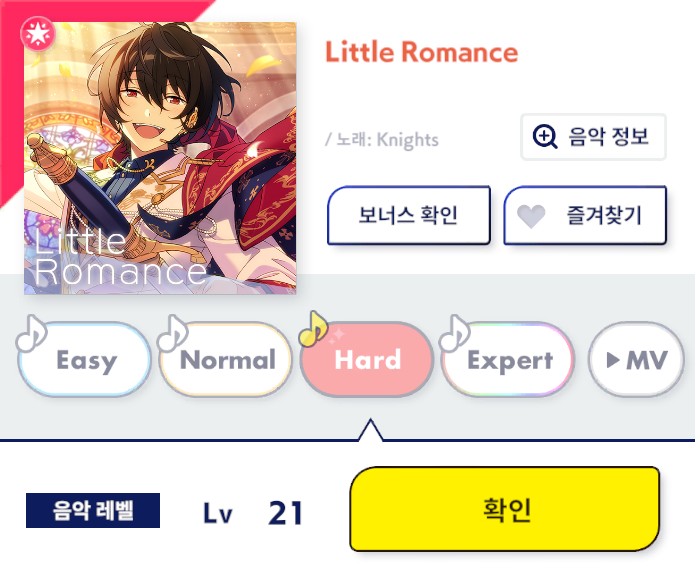 Little Romance
/ 노래: Knights
음악 정보
보너스 확인
즐겨찾기
Little
Romance
Easy
Normal
Hard
Expert
MV
음악 레벨
Lv 21
확인